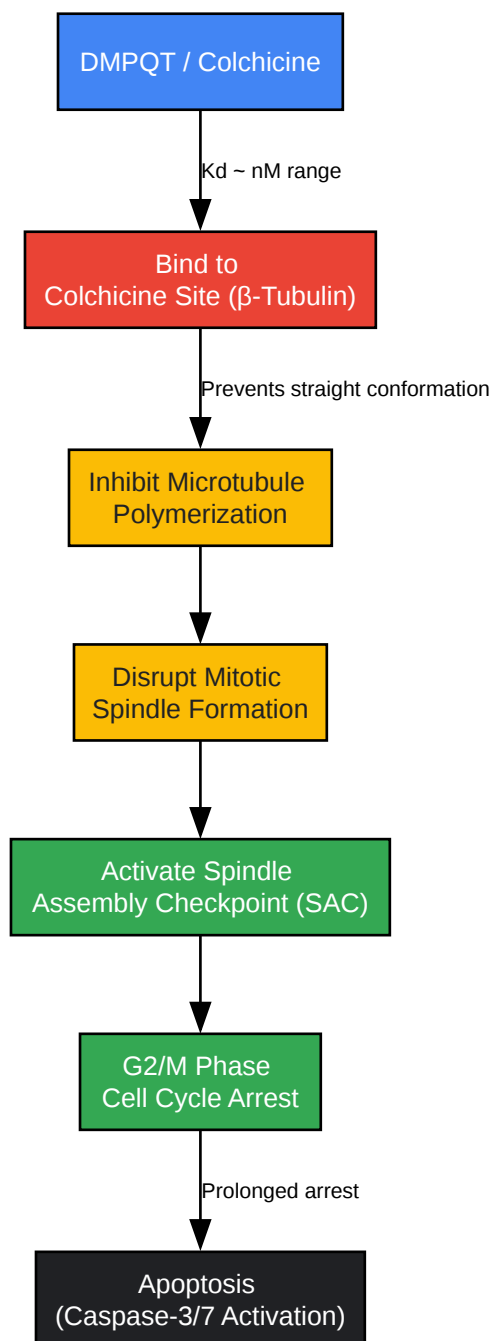 DMPQT / Colchicine
Kd ~ nM range
Bind to
Colchicine Site (β-Tubulin)
Prevents straight conformation
Inhibit Microtubule
Polymerization
Disrupt Mitotic
Spindle Formation
Activate Spindle
Assembly Checkpoint (SAC)
G2/M Phase
Cell Cycle Arrest
Prolonged arrest
Apoptosis
(Caspase-3/7 Activation)